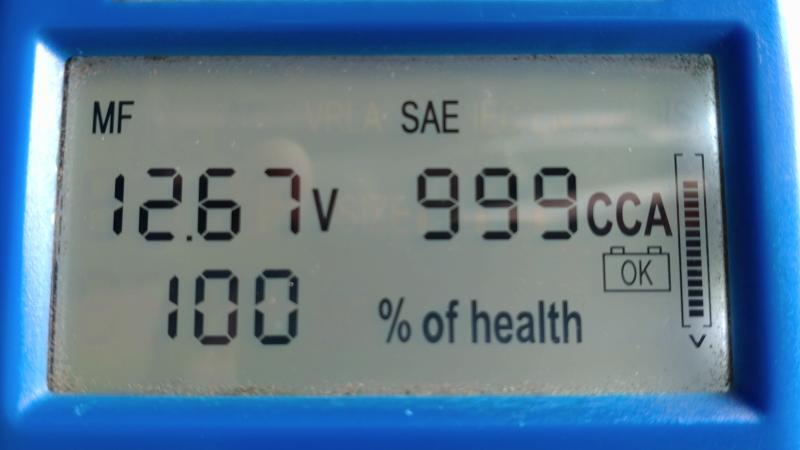 MF SAE
12.67 V 999 CCA
OK
100 % of health
V